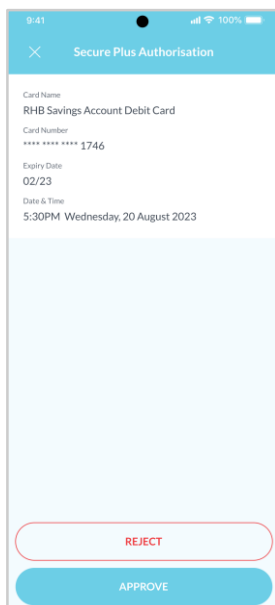 9:41 100%
Secure Plus Authorisation
Card Name
RHB Savings Account Debit Card
Card Number
**** **** **** 1746
Expiry Date
02/23
Date & Time
5:30PM Wednesday, 20 August 2023
REJECT
APPROVE